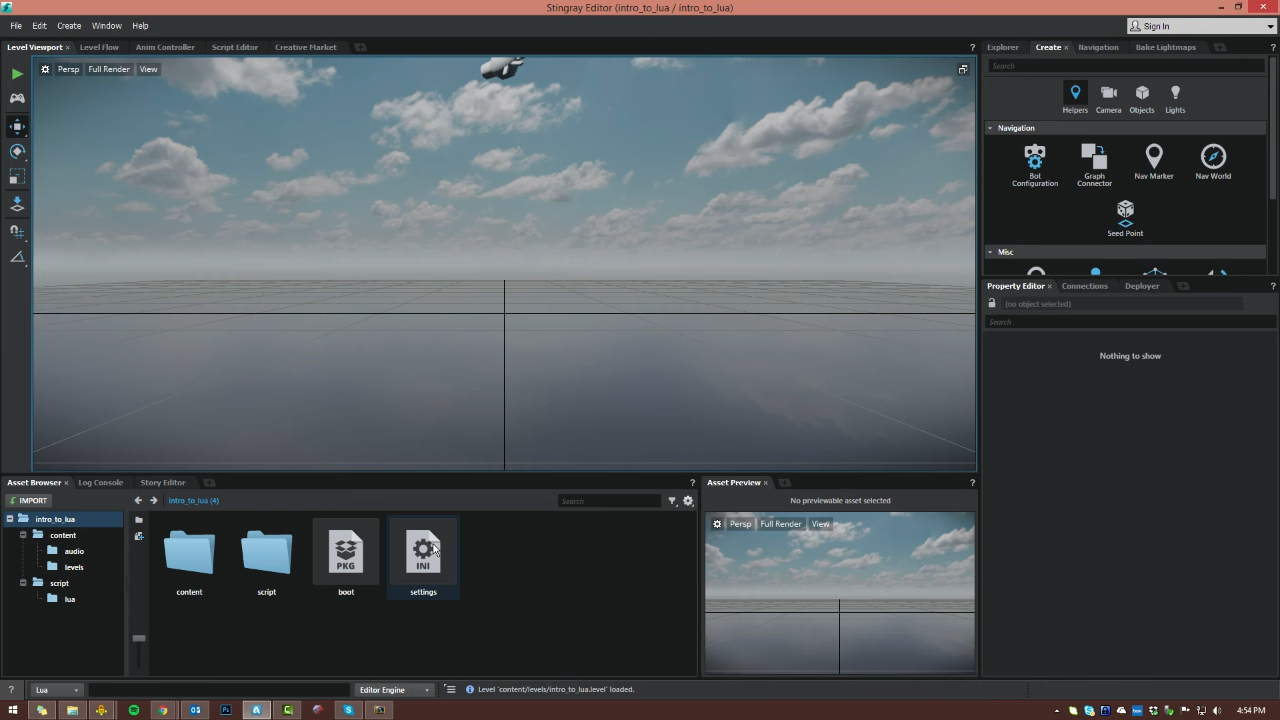 Stingray Editor (intro_to_lua / intro_to_lua)
File Edit Create Window Help
Sign In
Level Viewport Level Flow Anim Controller Script Editor Creative Market
Explorer Create Navigation Bake Lightmaps
Persp Full Render View
Search
Helpers Camera Objects Lights
Navigation
Bot Configuration
Graph Connector
Nav Marker
Nav World
Seed Point
Misc
Property Editor Connections Deployer
(no object selected)
Search
Nothing to show
Asset Browser Log Console Story Editor
IMPORT
intro_to_lua (4)
Search
intro_to_lua
content
audio
levels
script
lua
content
script
PKG
boot
INI
settings
Asset Preview
No previewable asset selected
Persp Full Render View
Lua
Editor Engine
Level 'content/levels/intro_to_lua.level' loaded.
4:54 PM